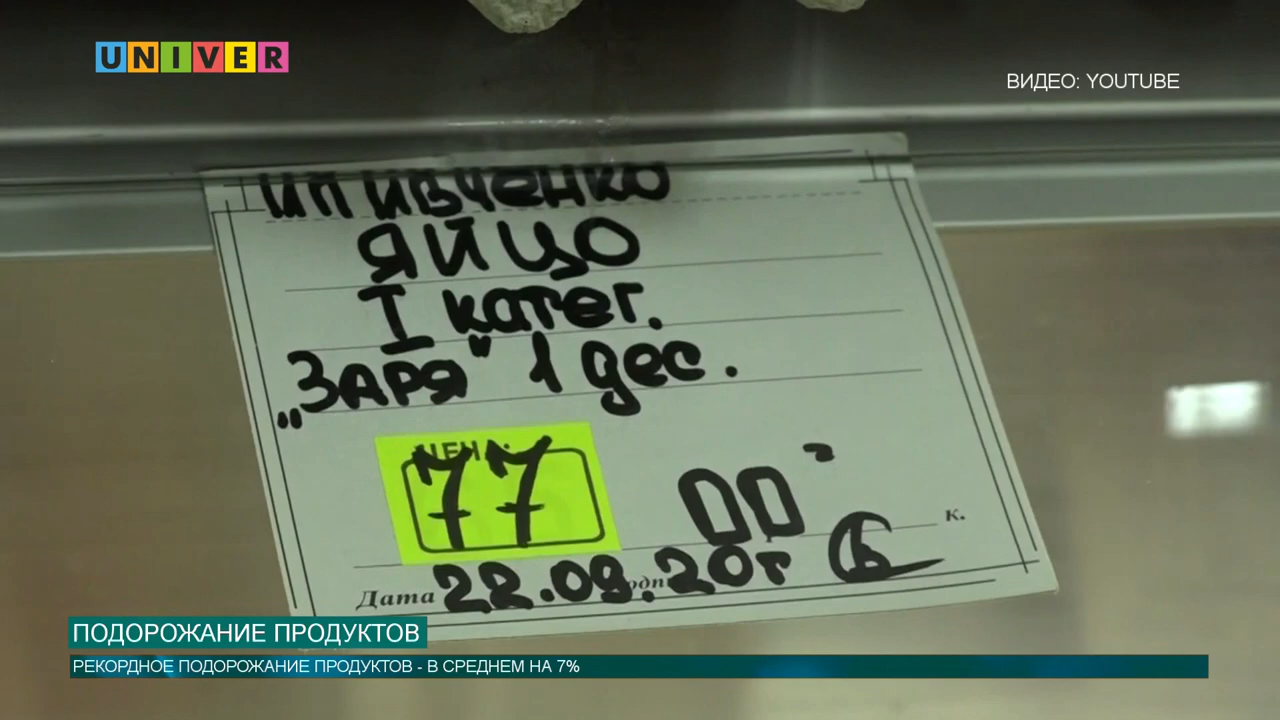 UNIVER
ВИДЕО: YOUTUBE
ИП ИВЧЕНКО
ЯЙЦО
I катег.
„Заря" 1 дес.
ЦЕНА:
77 00
к.
Дата 22.09.20г
ПОДОРОЖАНИЕ ПРОДУКТОВ
РЕКОРДНОЕ ПОДОРОЖАНИЕ ПРОДУКТОВ - В СРЕДНЕМ НА 7%